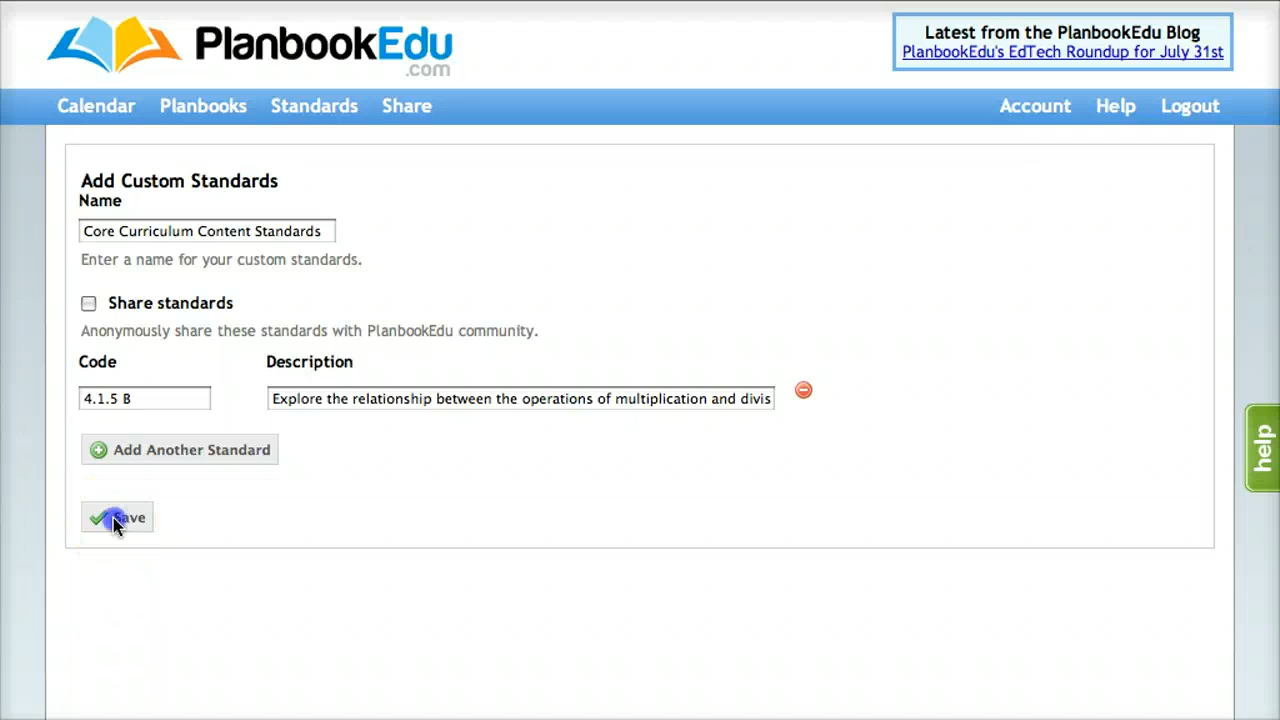 PlanbookEdu
.com
Latest from the PlanbookEdu Blog
PlanbookEdu's EdTech Roundup for July 31st
Calendar Planbooks Standards Share Account Help Logout
Add Custom Standards
Name
Core Curriculum Content Standards
Enter a name for your custom standards.
Share standards
Anonymously share these standards with PlanbookEdu community.
Code Description
4.1.5 B Explore the relationship between the operations of multiplication and divis
Add Another Standard
Save
help